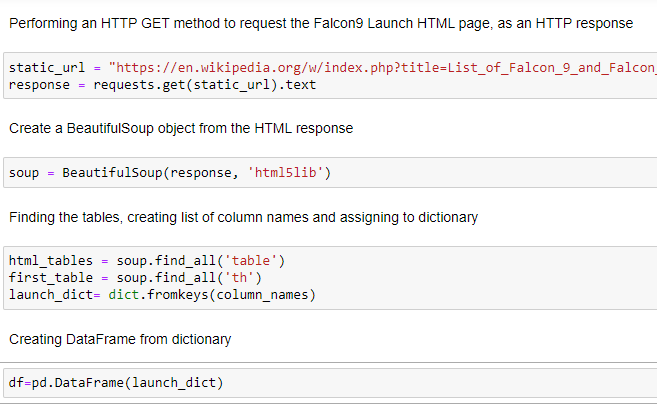 Performing an HTTP GET method to request the Falcon9 Launch HTML page, as an HTTP response
static_url = "https://en.wikipedia.org/w/index.php?title=List_of_Falcon_9_and_Falcon_
response = requests.get(static_url).text
Create a BeautifulSoup object from the HTML response
soup = BeautifulSoup(response, 'html5lib')
Finding the tables, creating list of column names and assigning to dictionary
html_tables = soup.find_all('table')
first_table = soup.find_all('th')
launch_dict= dict.fromkeys(column_names)
Creating DataFrame from dictionary
df=pd.DataFrame(launch_dict)